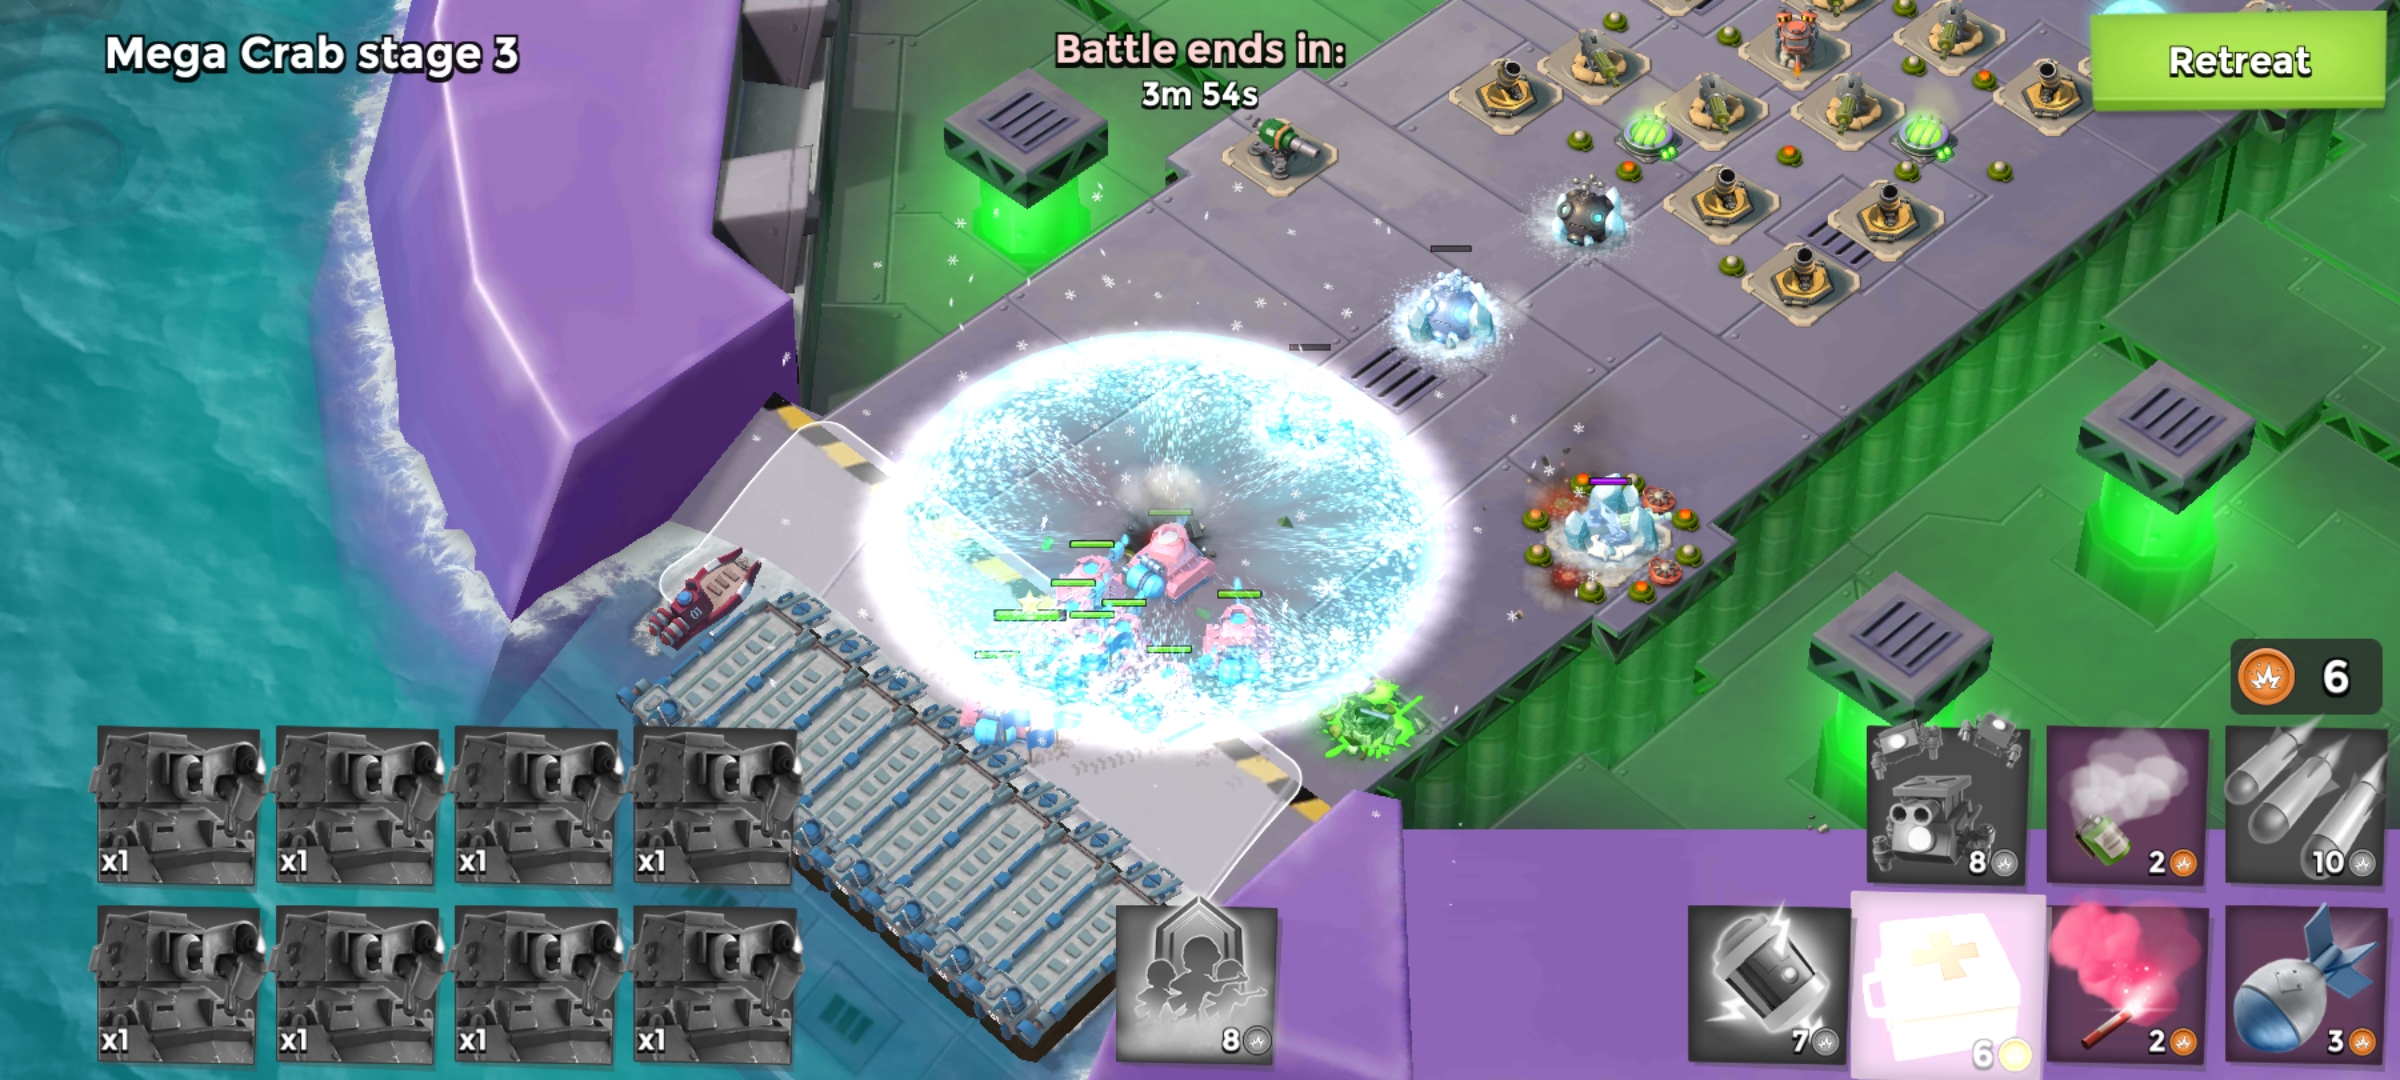 Mega Crab stage 3
Battle ends in:
3m 54s
Retreat
6
x1
x1
x1
x1
8
2
10
x1
x1
x1
x1
8
7
6
2
3